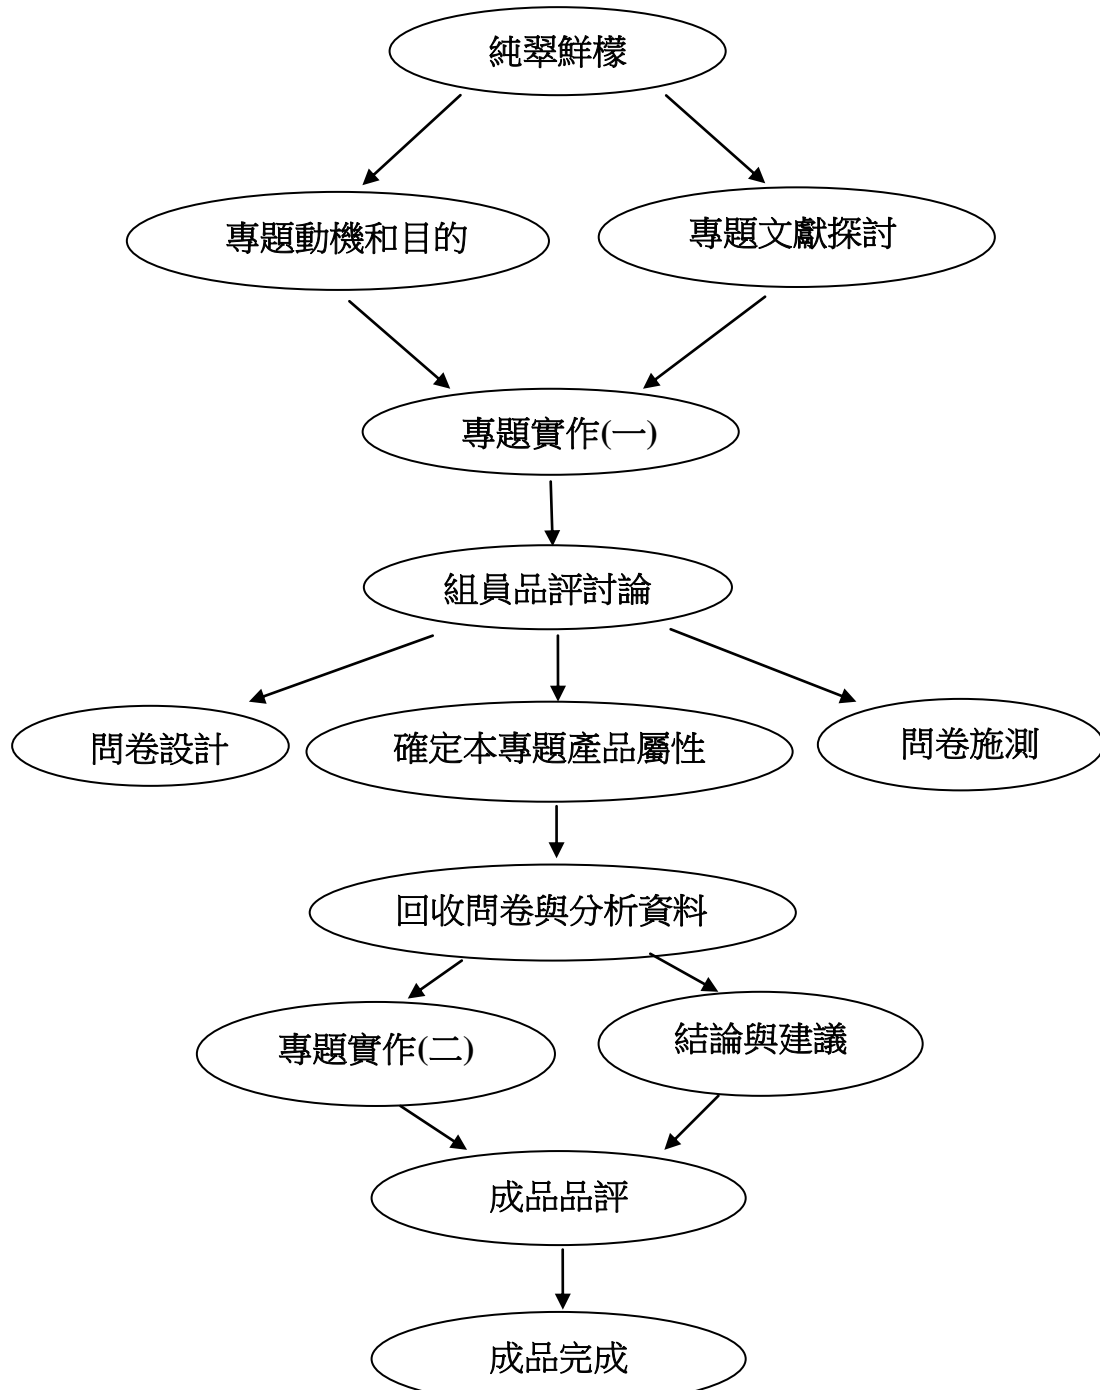 純翠鮮檬
專題動機和目的
專題文獻探討
專題實作(一)
組員品評討論
問卷設計
確定本專題產品屬性
問卷施測
回收問卷與分析資料
專題實作(二)
結論與建議
成品品評
成品完成